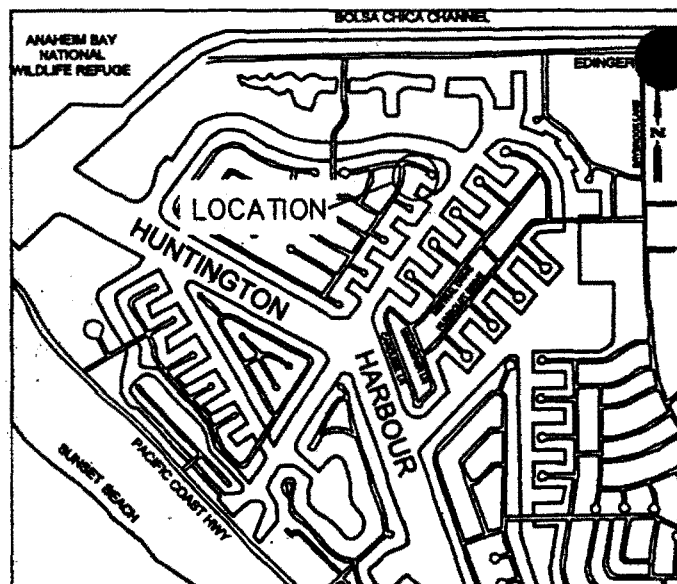 BOLSA CHICA CHANNEL
ANAHEIM BAY
NATIONAL
WILDLIFE REFUGE
EDINGER
N
LOCATION
HUNTINGTON
HARBOUR
PACIFIC COAST HWY
SUNSET BEACH